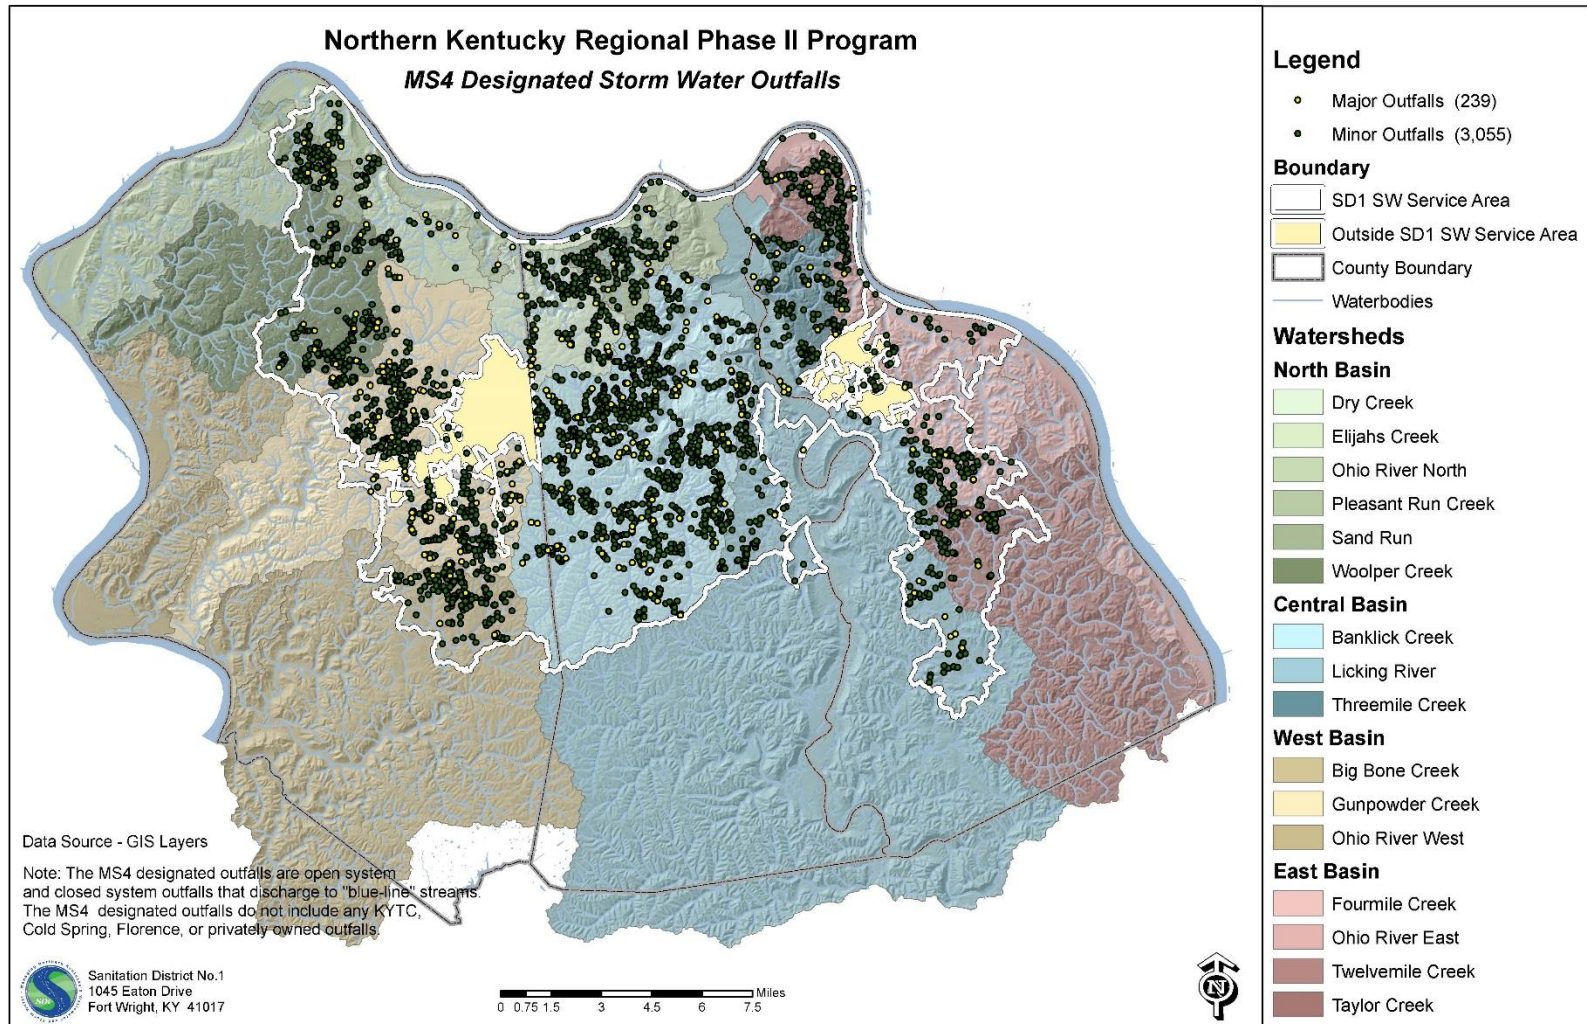 Northern Kentucky Regional Phase II Program
MS4 Designated Storm Water Outfalls
Legend
Major Outfalls (239)
Minor Outfalls (3,055)
Boundary
SD1 SW Service Area
Outside SD1 SW Service Area
County Boundary
Waterbodies
Watersheds
North Basin
Dry Creek
Elijahs Creek
Ohio River North
Pleasant Run Creek
Sand Run
Woolper Creek
Central Basin
Banklick Creek
Licking River
Threemile Creek
West Basin
Big Bone Creek
Gunpowder Creek
Ohio River West
East Basin
Fourmile Creek
Ohio River East
Twelvemile Creek
Taylor Creek
Data Source - GIS Layers
Note: The MS4 designated outfalls are open system
and closed system outfalls that discharge to "blue-line" streams.
The MS4 designated outfalls do not include any KYTC,
Cold Spring, Florence, or privately owned outfalls.
Sanitation District No.1
1045 Eaton Drive
Fort Wright, KY 41017
SD1
Miles
0 0.75 1.5 3 4.5 6 7.5
N